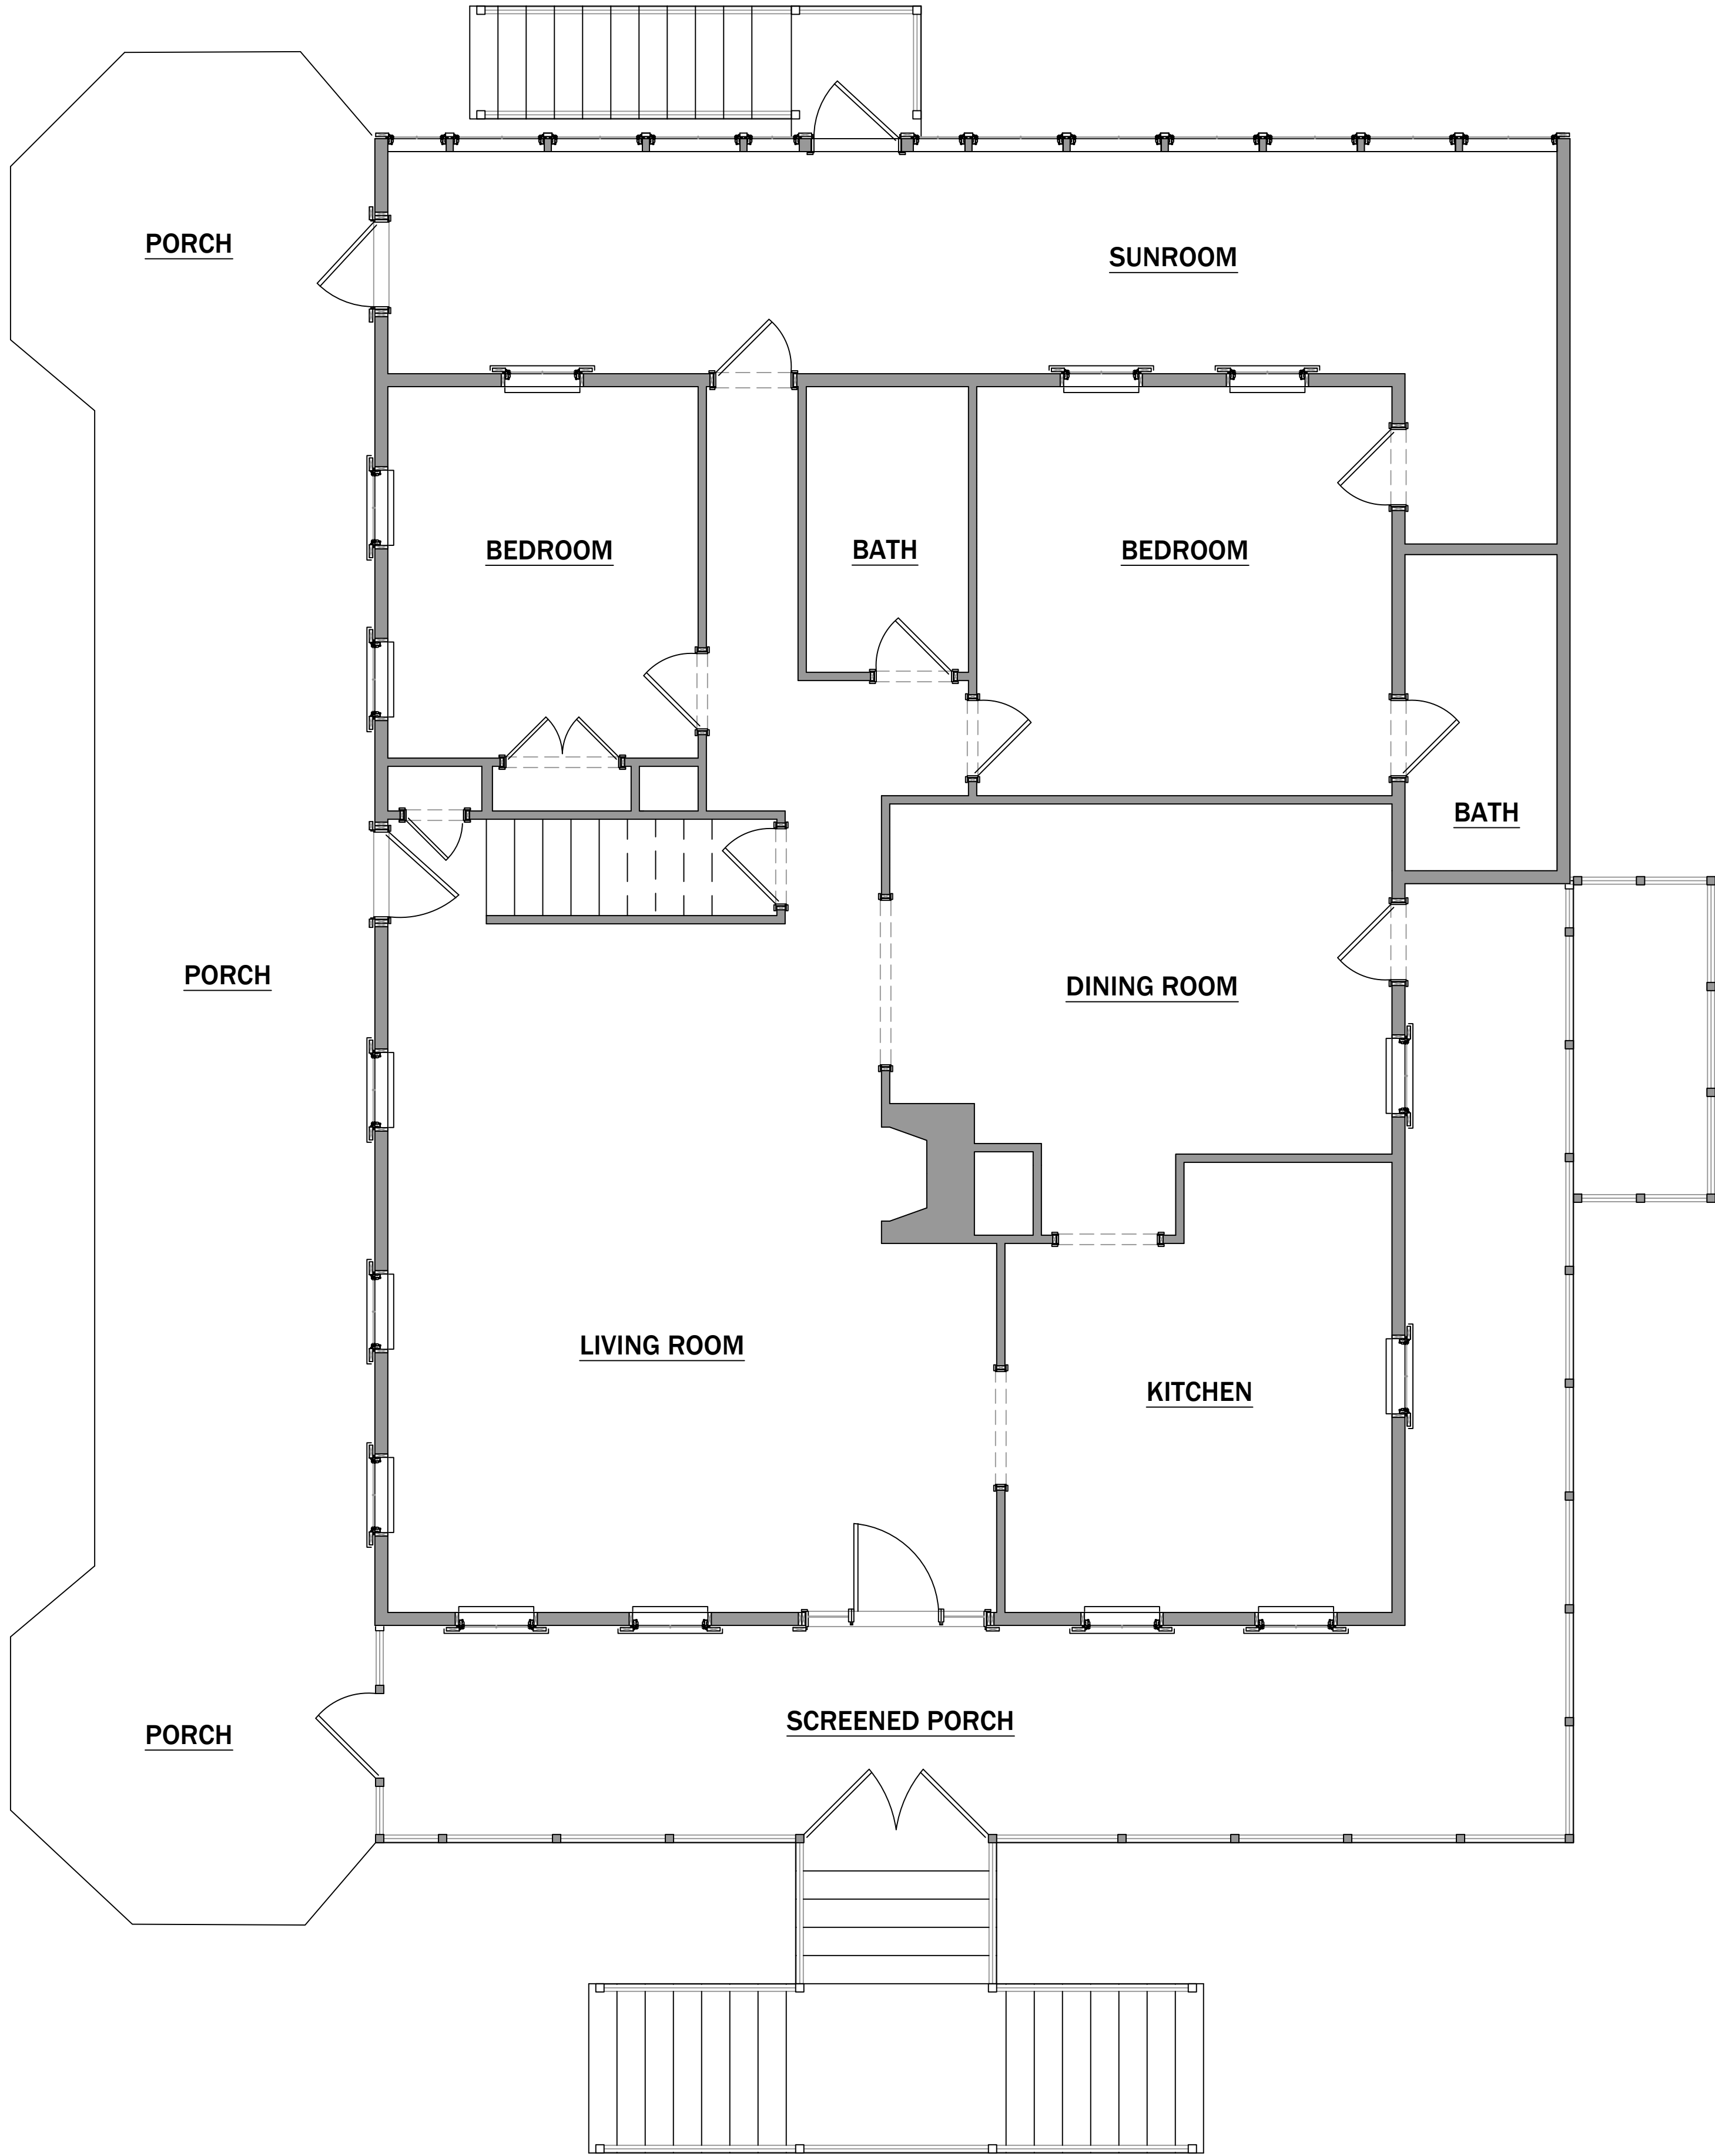 PORCH
SUNROOM
BEDROOM
BATH
BEDROOM
BATH
PORCH
DINING ROOM
LIVING ROOM
KITCHEN
SCREENED PORCH
PORCH